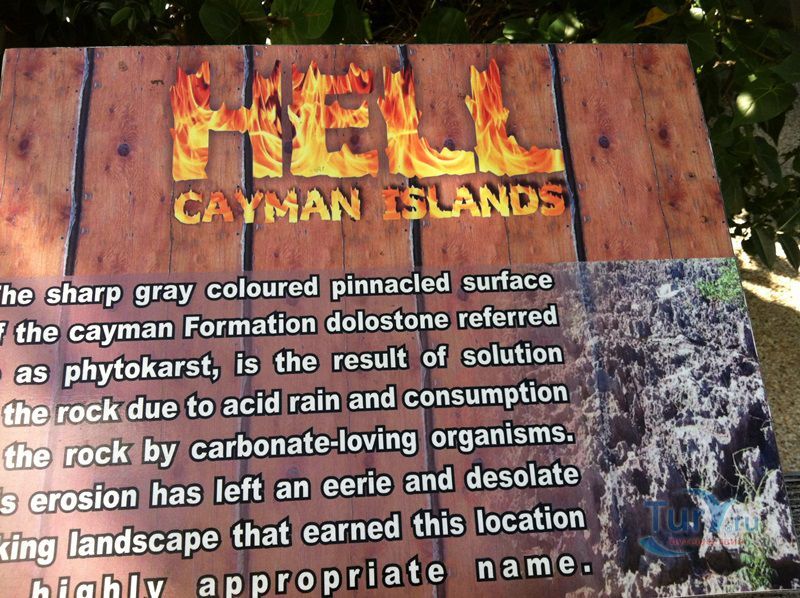 HELL
CAYMAN ISLANDS
he sharp gray coloured pinnacled surface
f the cayman Formation dolostone referred
as phytokarst, is the result of solution
the rock due to acid rain and consumption
the rock by carbonate-loving organisms.
s erosion has left an eerie and desolate
king landscape that earned this location
highly appropriate name.
Tury.ru